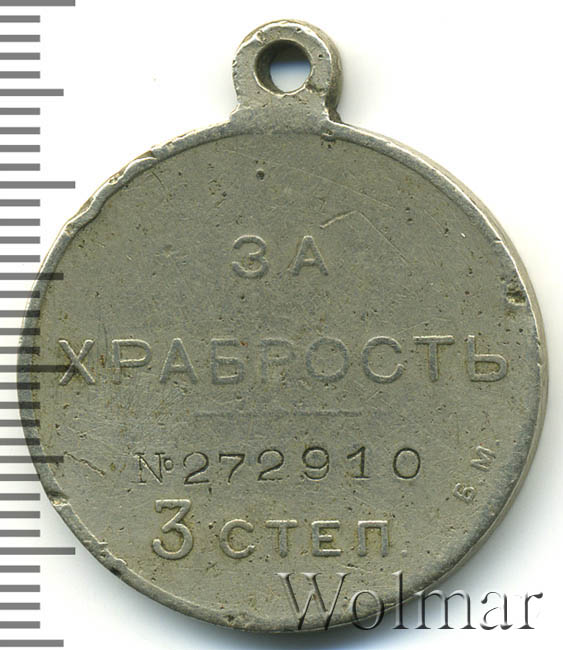 ЗА
ХРАБРОСТЬ
№272910
Б.М.
3 СТЕП.
Wolmar